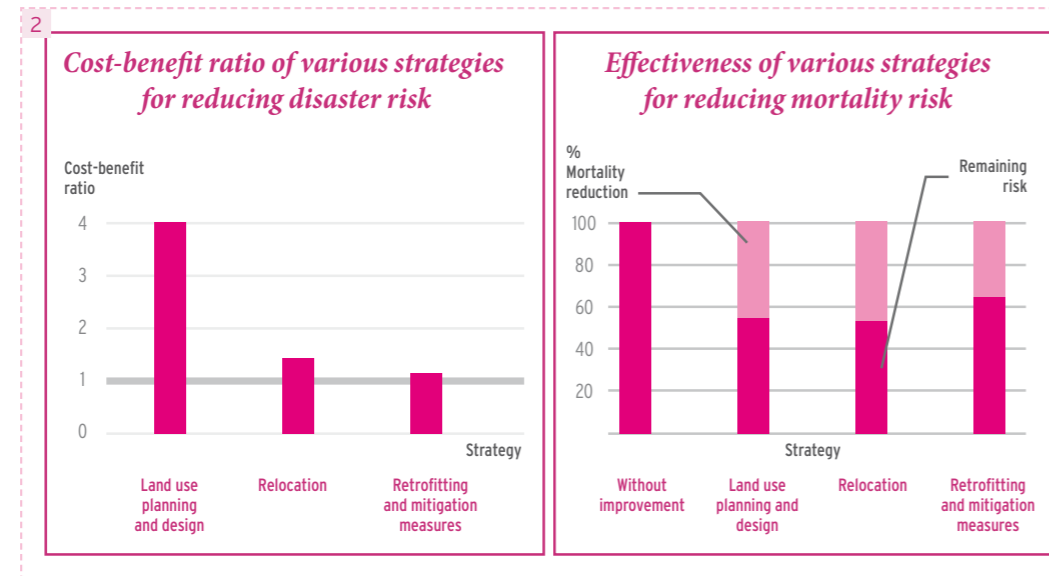 2
Cost-benefit ratio of various strategies
for reducing disaster risk
Cost-benefit
ratio
4
3
2
1
0
Strategy
Land use
planning
and design
Relocation
Retrofitting
and mitigation
measures
Effectiveness of various strategies
for reducing mortality risk
%
Mortality
reduction
Remaining
risk
100
80
60
40
20
Strategy
Without
improvement
Land use
planning and
design
Relocation
Retrofitting
and mitigation
measures